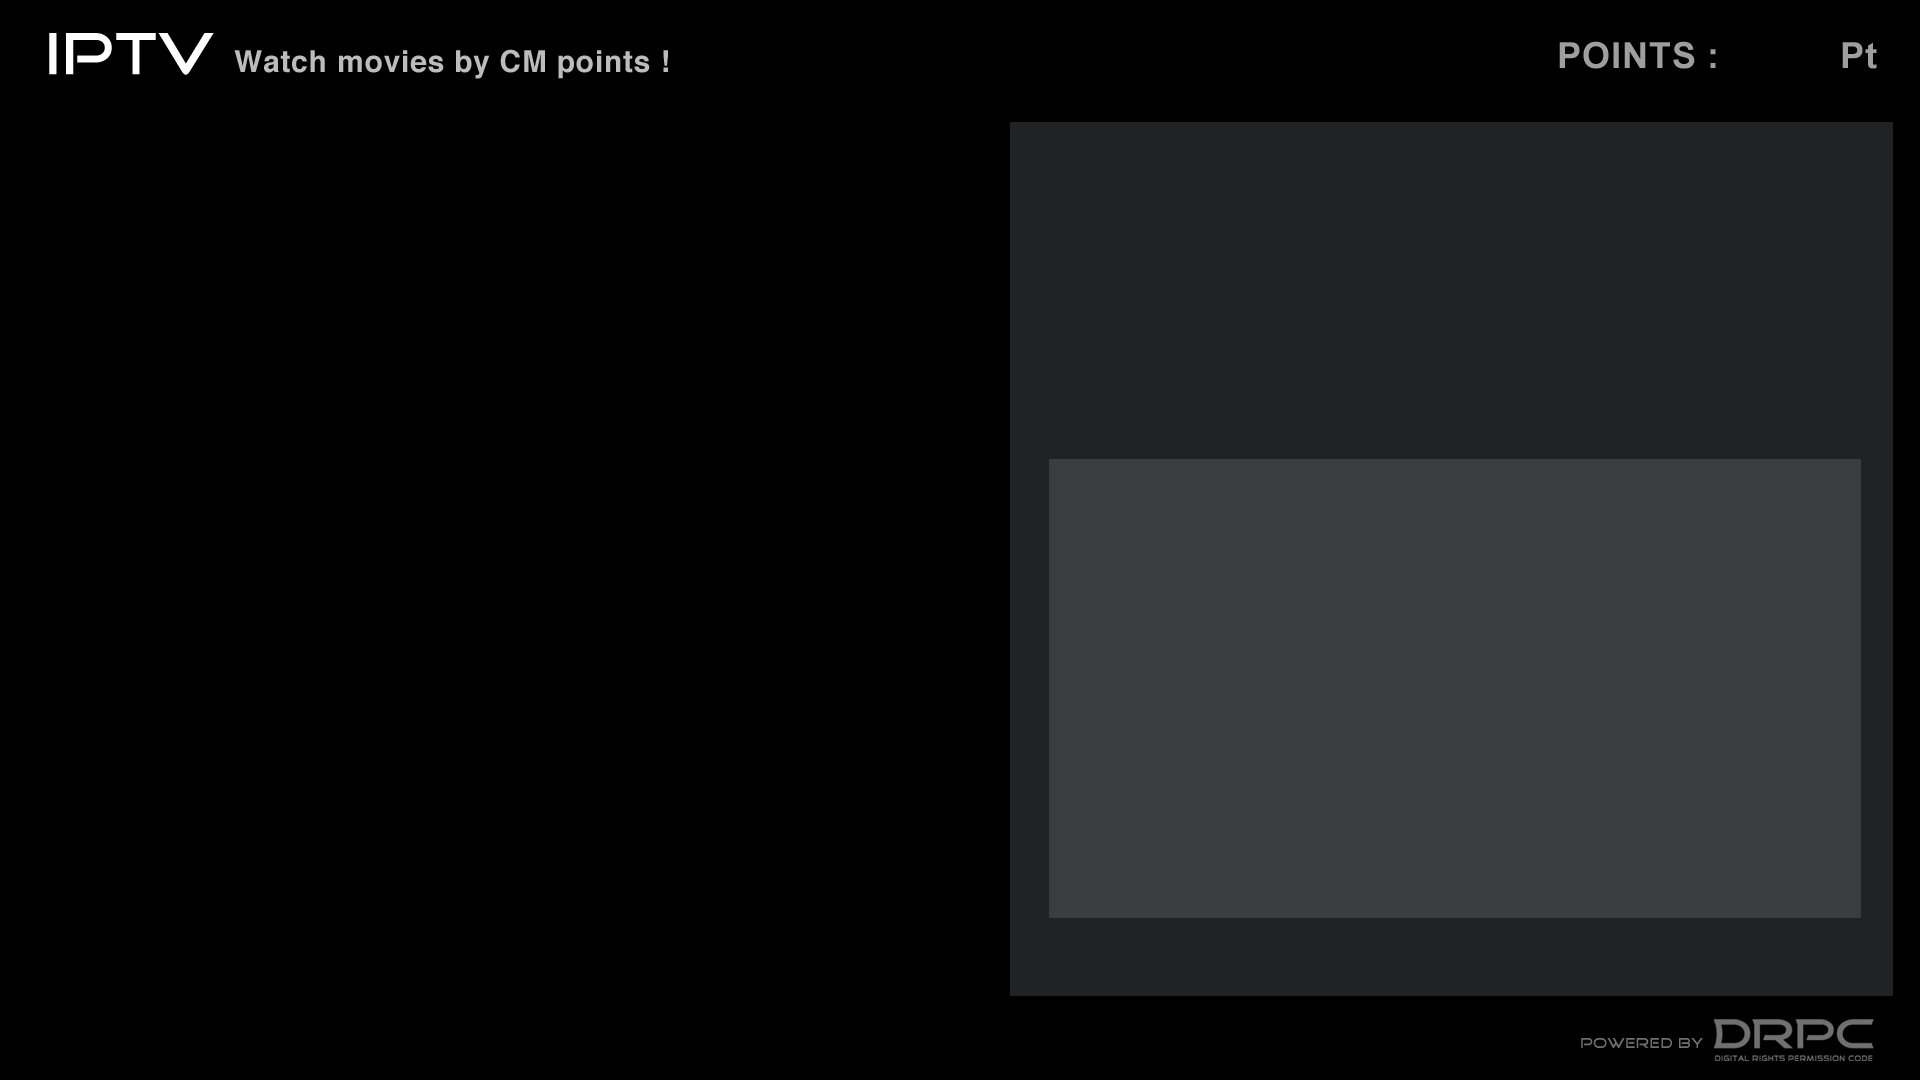 IPTV Watch movies by CM points !
POINTS : Pt
POWERED BY DRPC
DIGITAL RIGHTS PERMISSION CODE